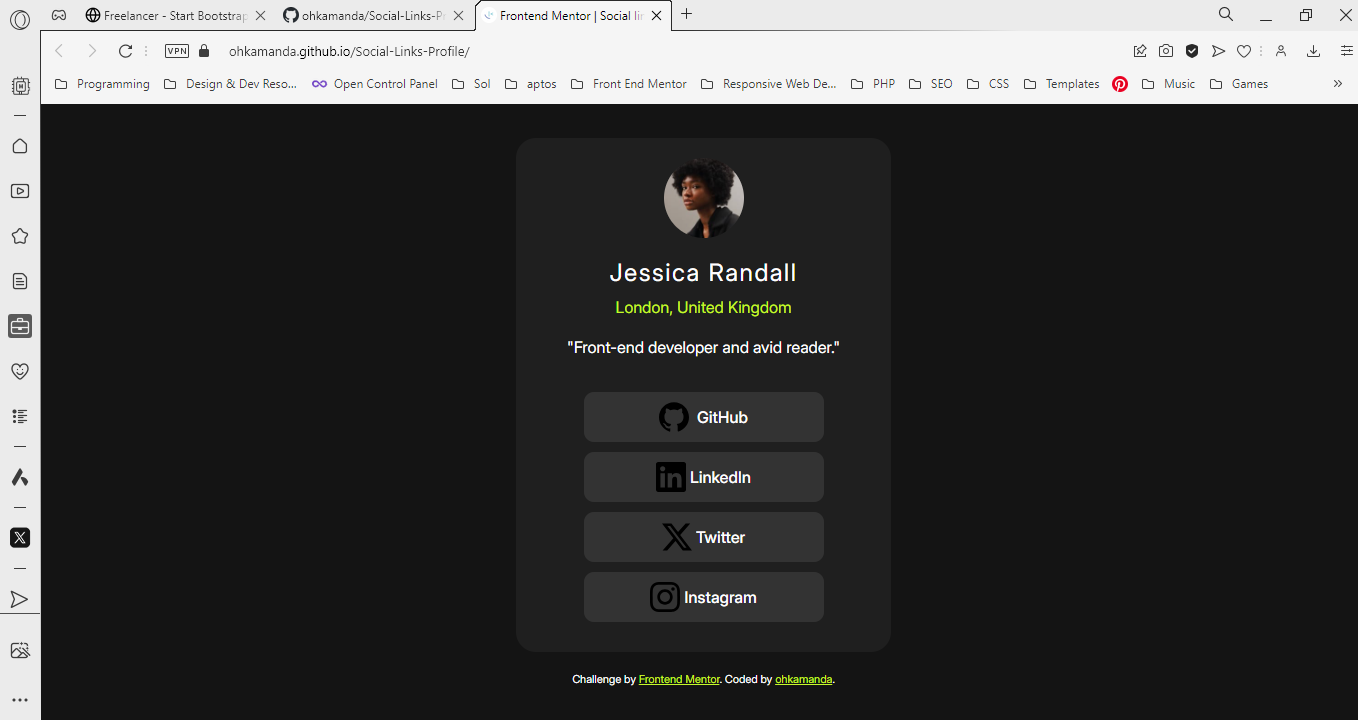 Freelancer - Start Bootstrap
ohkamanda/Social-Links-Pr
Frontend Mentor | Social lin
VPN
ohkamanda.github.io/Social-Links-Profile/
Programming
Design & Dev Reso...
Open Control Panel
Sol
aptos
Front End Mentor
Responsive Web De...
PHP
SEO
CSS
Templates
Music
Games
Jessica Randall
London, United Kingdom
"Front-end developer and avid reader."
GitHub
in LinkedIn
X Twitter
Instagram
Challenge by Frontend Mentor. Coded by ohkamanda.